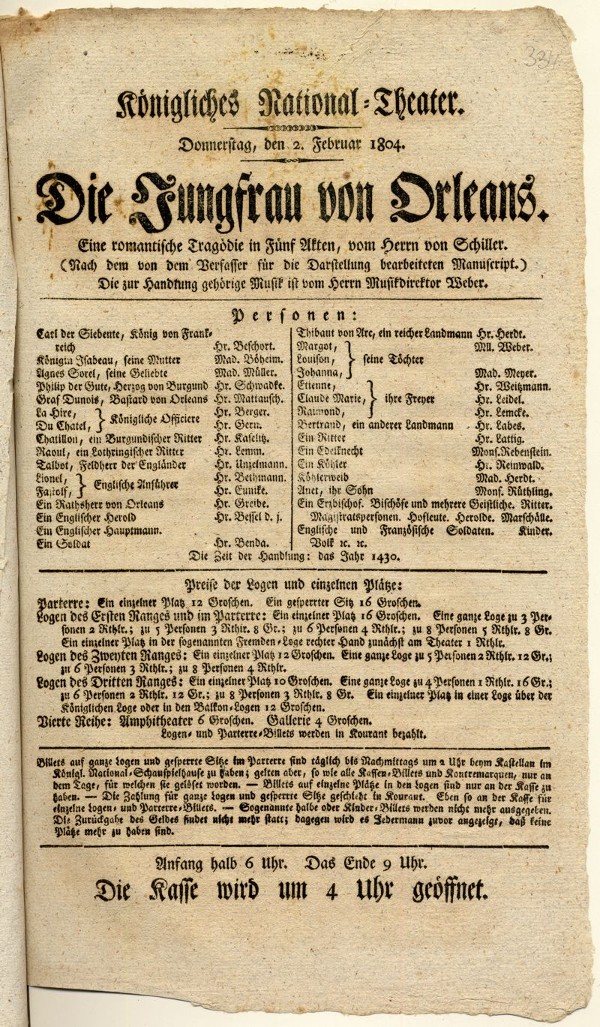 Königliches National-Theater.
Donnerstag, den 2. Februar 1804.
Die Jungfrau von Orleans.
Eine romantische Tragödie in Fünf Akten, vom Herrn von Schiller.
(Nach dem von dem Verfasser für die Darstellung bearbeiteten Manuscript.)
Die zur Handlung gehörige Musik ist vom Herrn Musikdirektor Weber.
Personen:
Carl der Siebente, König von Frank-
reich Hr. Beschort.
Königin Isabeau, seine Mutter Mad. Böheim.
Agnes Sorel, seine Geliebte Mad. Müller.
Philip der Gute, Herzog von Burgund Hr. Schwadke.
Graf Dunois, Bastard von Orleans Hr. Mattausch.
La Hire, Hr. Berger.
Königliche Officiere
Du Chatel, Hr. Gern.
Chatillon, ein Burgundischer Ritter Hr. Kaselitz.
Raoul, ein Lothringischer Ritter Hr. Lemm.
Talbot, Feldherr der Engländer Hr. Unzelmann.
Lionel, Hr. Bethmann.
Englische Anführer
Fastolf, Hr. Eunike.
Ein Rathsherr von Orleans Hr. Greibe.
Ein Englischer Herold Hr. Bessel d. j.
Ein Englischer Hauptmann.
Ein Soldat Hr. Benda.
Thibaut von Arc, ein reicher Landmann Hr. Herdt.
Margot, Mll. Weber.
Louison, seine Töchter
Johanna, Mad. Meyer.
Etienne, Hr. Weitzmann.
Claude Marie, ihre Freyer Hr. Leidel.
Raimond, Hr. Lemcke.
Bertrand, ein anderer Landmann Hr. Labes.
Ein Ritter Hr. Lattig.
Ein Edelknecht Mons. Rebenstein.
Ein Köhler Hr. Reinwald.
Köhlerweib Mad. Herdt.
Anet, ihr Sohn Mons. Rüthling.
Ein Erzbischof. Bischöfe und mehrere Geistliche. Ritter.
Magistratspersonen. Hofleute. Herolde. Marschälle.
Englische und Französische Soldaten. Kinder.
Volk ꝛc. ꝛc.
Die Zeit der Handlung: das Jahr 1430.
Preise der Logen und einzelnen Plätze:
Parterre: Ein einzelner Platz 12 Groschen. Ein gesperrter Sitz 16 Groschen.
Logen des Ersten Ranges und im Parterre: Ein einzelner Platz 16 Groschen. Eine ganze Loge zu 3 Per-
sonen 2 Rthlr.; zu 5 Personen 3 Rthlr. 8 Gr.; zu 6 Personen 4 Rthlr.; zu 8 Personen 5 Rthlr. 8 Gr.
Ein einzelner Platz in der sogenannten Fremden-Loge rechter Hand zunächst am Theater 1 Rthlr.
Logen des Zweyten Ranges: Ein einzelner Platz 12 Groschen. Eine ganze Loge zu 5 Personen 2 Rthlr. 12 Gr.;
zu 6 Personen 3 Rthlr.; zu 8 Personen 4 Rthlr.
Logen des Dritten Ranges: Ein einzelner Platz 10 Groschen. Eine ganze Loge zu 4 Personen 1 Rthlr. 16 Gr.;
zu 6 Personen 2 Rthlr. 12 Gr.; zu 8 Personen 3 Rthlr. 8 Gr. Ein einzelner Platz in einer Loge über der
Königlichen Loge oder in den Balkon-Logen 12 Groschen.
Vierte Reihe: Amphitheater 6 Groschen. Gallerie 4 Groschen.
Logen- und Parterre-Billets werden in Kourant bezahlt.
Billets auf ganze Logen und gesperrte Sitze im Parterre sind täglich bis Nachmittags um 2 Uhr beym Kastellan im
Königl. National-Schauspielhause zu haben; gelten aber, so wie alle Kassen-Billets und Kontremarquen, nur an
dem Tage, für welchen sie gelöset worden. — Billets auf einzelne Plätze in den Logen sind nur an der Kasse zu
haben. — Die Zahlung für ganze Logen und gesperrte Sitze geschieht in Kourant. Eben so an der Kasse für
einzelne Logen- und Parterre-Billets. — Sogenannte halbe oder Kinder-Billets werden nicht mehr ausgegeben.
Die Zurückgabe des Geldes findet nicht mehr statt; dagegen wird es Jedermann zuvor angezeigt, daß keine
Plätze mehr zu haben sind.
Anfang halb 6 Uhr. Das Ende 9 Uhr.
Die Kasse wird um 4 Uhr geöffnet.